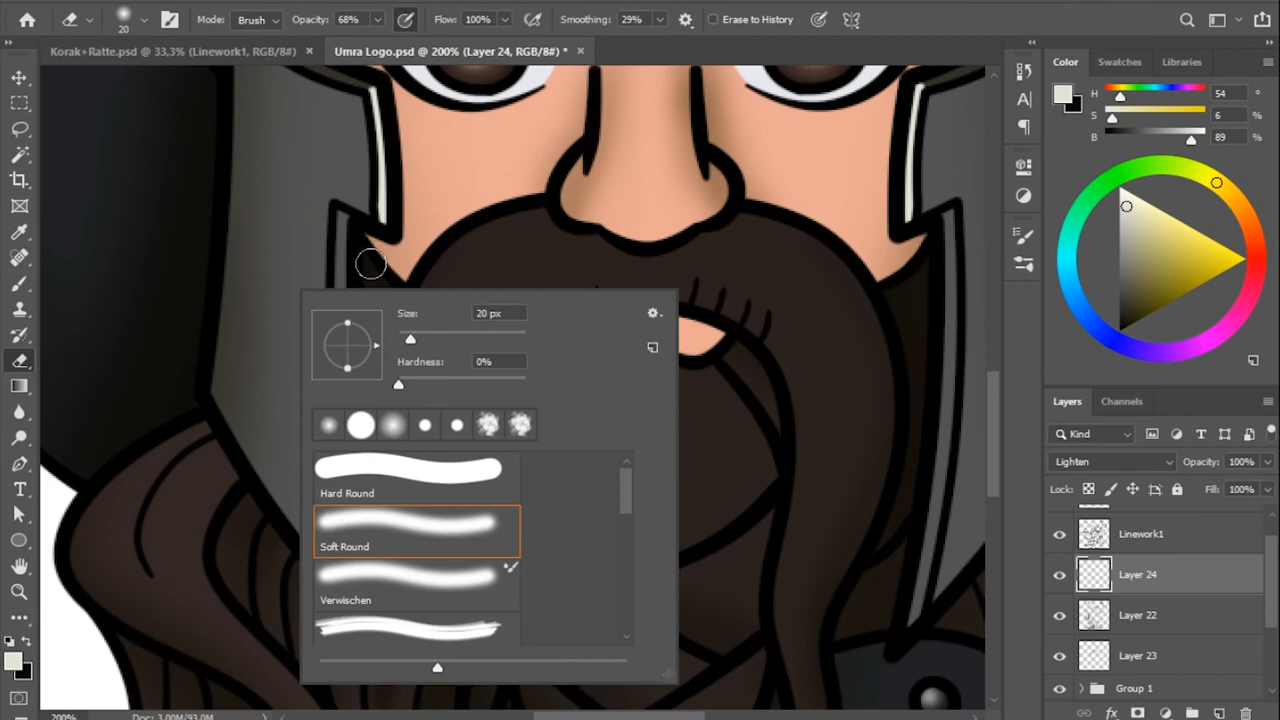 20
Mode: Brush Opacity: 68% Flow: 100% Smoothing: 29% Erase to History
Korak+Ratte.psd @ 33,3% (Linework1, RGB/8#) × Umra Logo.psd @ 200% (Layer 24, RGB/8#) * ×
Color Swatches Libraries
H 54 °
S 6 %
B 89 %
Size: 20 px
Hardness: 0%
Hard Round
Soft Round
Verwischen
Layers Channels
Kind
Lighten Opacity: 100%
Lock: Fill: 100%
Linework1
Layer 24
Layer 22
Layer 23
Group 1
200% Doc: 3.00M/93.0M